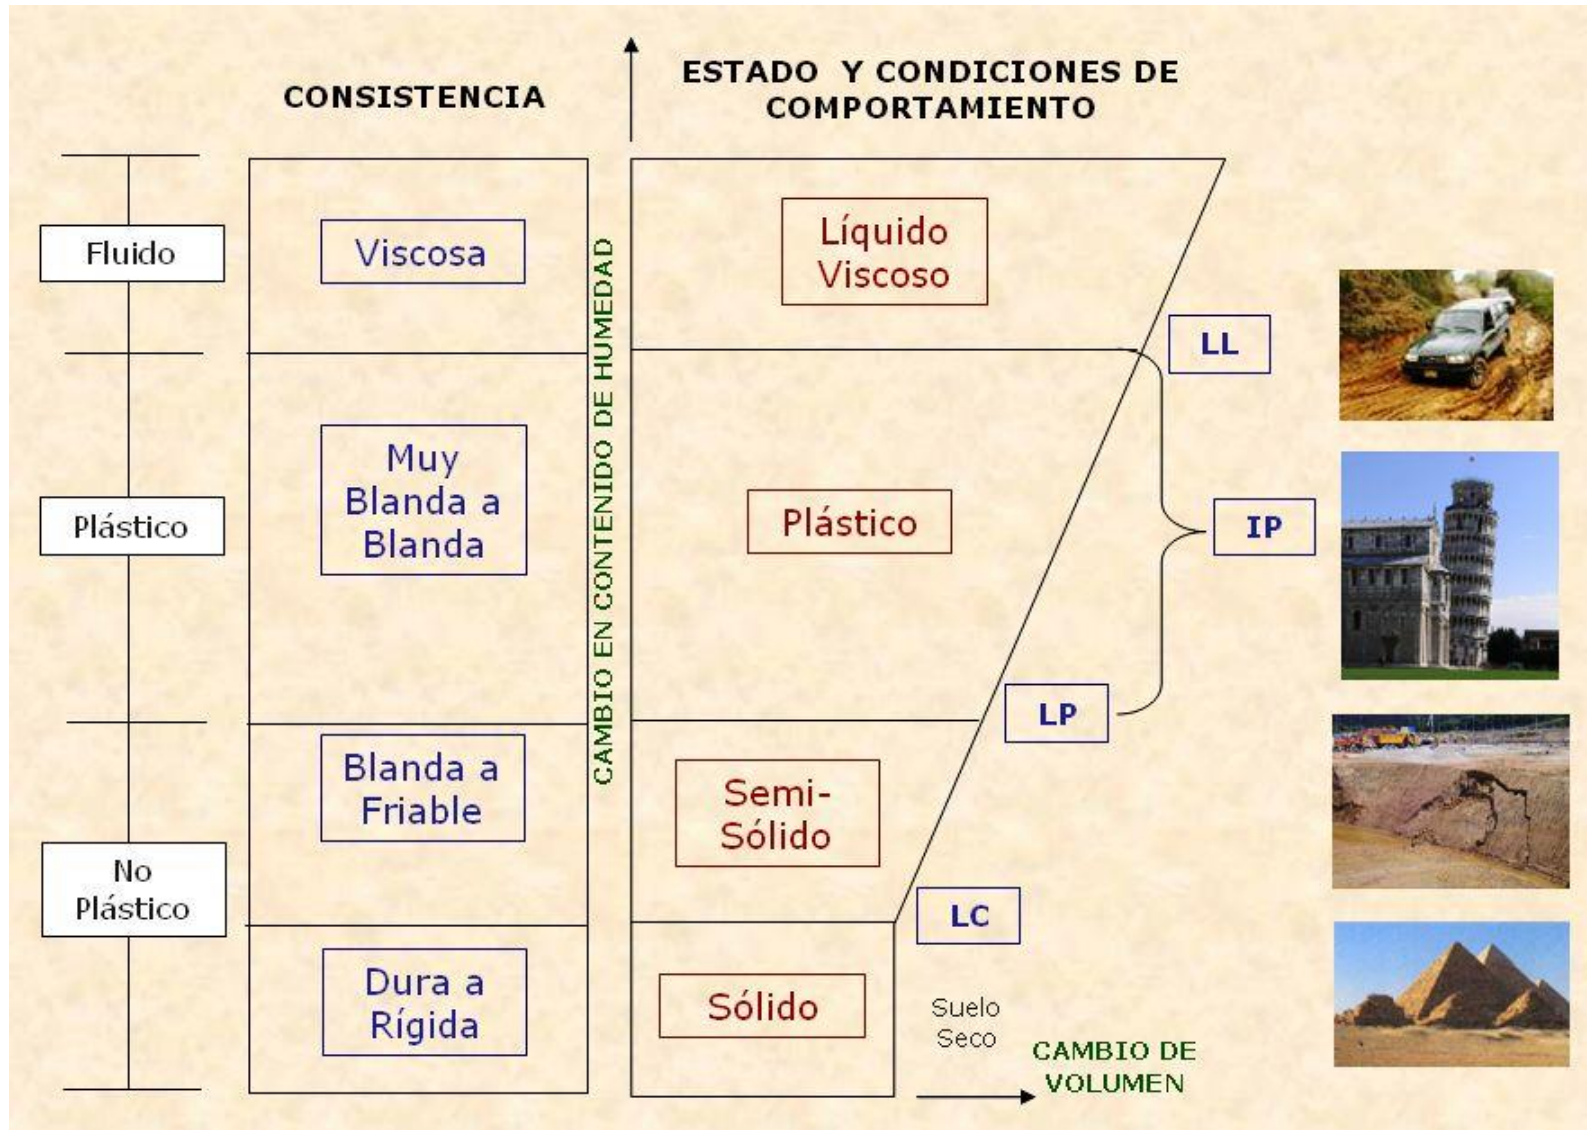 CONSISTENCIA
ESTADO Y CONDICIONES DE
COMPORTAMIENTO
Fluido
Viscosa
Líquido
Viscoso
LL
CAMBIO EN CONTENIDO DE HUMEDAD
Plástico
Muy
Blanda a
Blanda
Plástico
IP
LP
Blanda a
Friable
Semi-
Sólido
No
Plástico
LC
Dura a
Rígida
Sólido
Suelo
Seco
CAMBIO DE
VOLUMEN